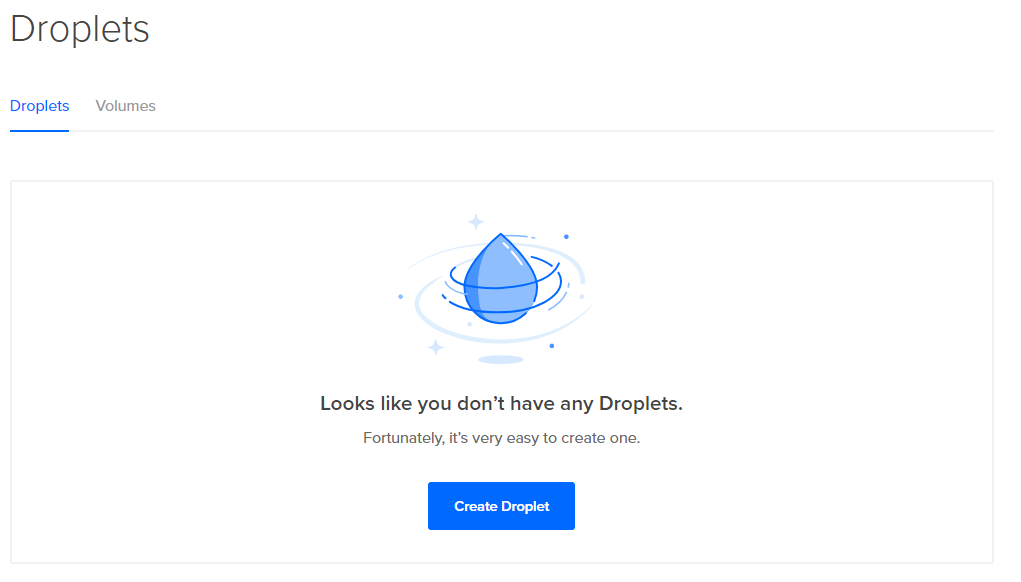 Droplets
Droplets Volumes
Looks like you don’t have any Droplets.
Fortunately, it’s very easy to create one.
Create Droplet